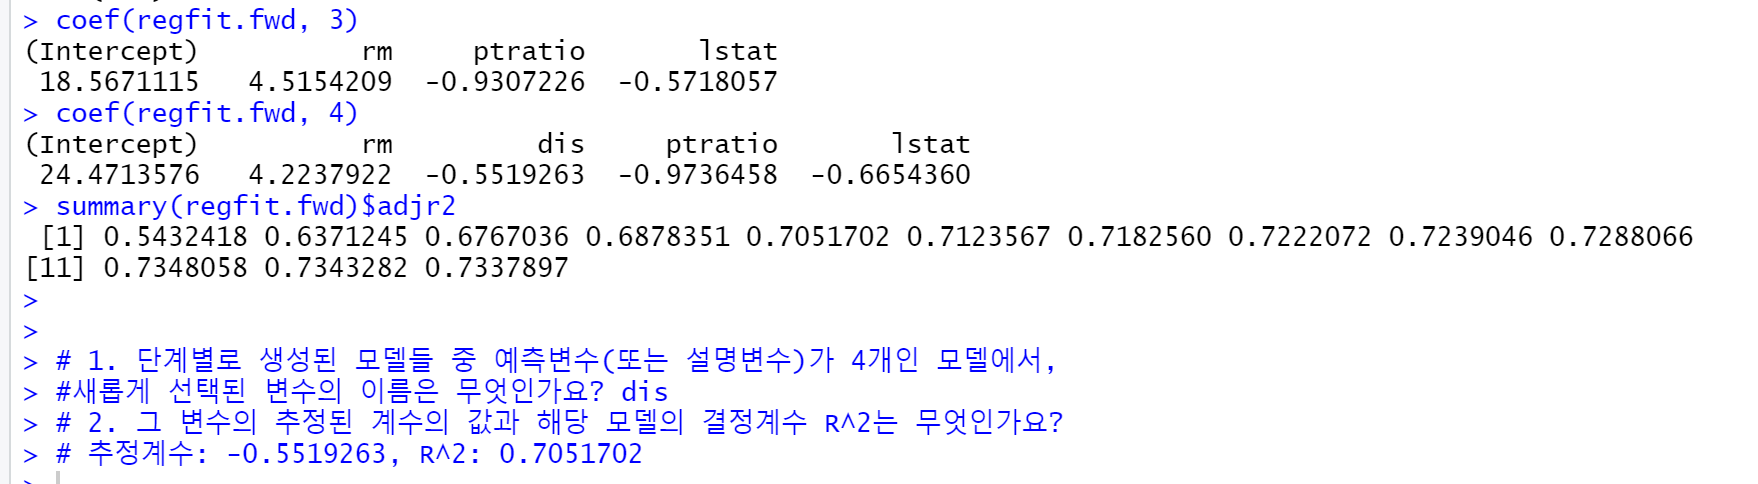 > coef(regfit.fwd, 3)
(Intercept)          rm     ptratio       lstat
 18.5671115   4.5154209  -0.9307226  -0.5718057
> coef(regfit.fwd, 4)
(Intercept)          rm         dis     ptratio       lstat
 24.4713576   4.2237922  -0.5519263  -0.9736458  -0.6654360
> summary(regfit.fwd)$adjr2
 [1] 0.5432418 0.6371245 0.6767036 0.6878351 0.7051702 0.7123567 0.7182560 0.7222072 0.7239046 0.7288066
[11] 0.7348058 0.7343282 0.7337897
>
>
> # 1. 단계별로 생성된 모델들 중 예측변수(또는 설명변수)가 4개인 모델에서,
> #새롭게 선택된 변수의 이름은 무엇인가요? dis
> # 2. 그 변수의 추정된 계수의 값과 해당 모델의 결정계수 R^2는 무엇인가요?
> # 추정계수: -0.5519263, R^2: 0.7051702
>